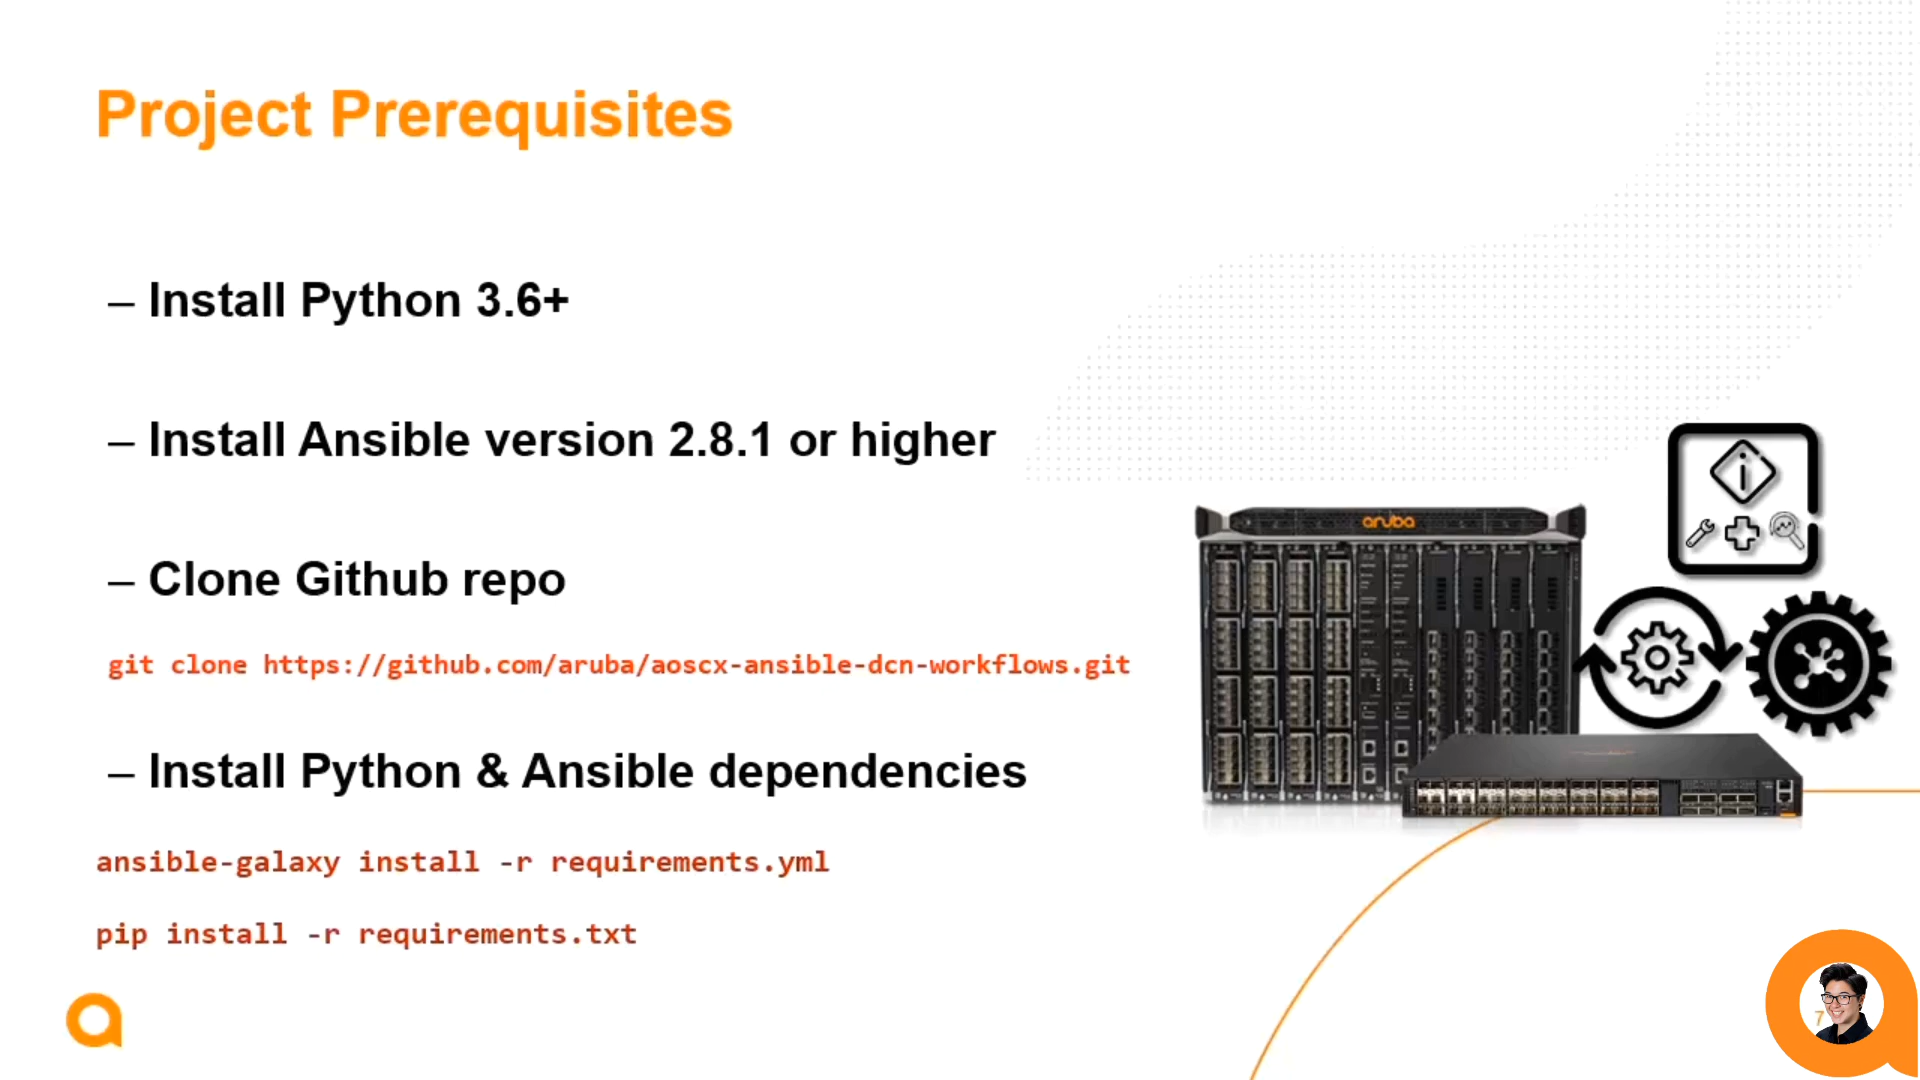 Project Prerequisites
– Install Python 3.6+
– Install Ansible version 2.8.1 or higher
– Clone Github repo
git clone https://github.com/aruba/aoscx-ansible-dcn-workflows.git
– Install Python & Ansible dependencies
ansible-galaxy install -r requirements.yml
pip install -r requirements.txt
aruba
7